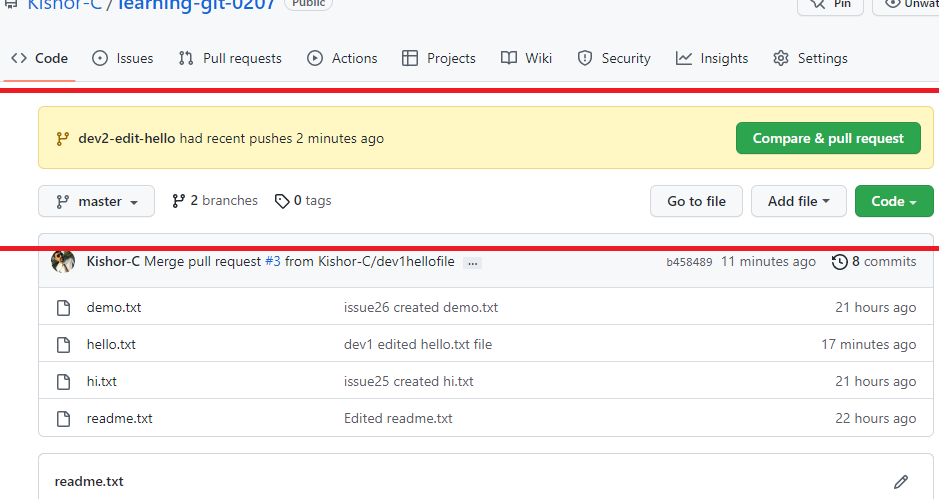 Kishor-C / learning-git-0207 Public Pin Unwat
Code Issues Pull requests Actions Projects Wiki Security Insights Settings
dev2-edit-hello had recent pushes 2 minutes ago Compare & pull request
master 2 branches 0 tags Go to file Add file Code
Kishor-C Merge pull request #3 from Kishor-C/dev1hellofile ... b458489 11 minutes ago 8 commits
demo.txt issue26 created demo.txt 21 hours ago
hello.txt dev1 edited hello.txt file 17 minutes ago
hi.txt issue25 created hi.txt 21 hours ago
readme.txt Edited readme.txt 22 hours ago
readme.txt